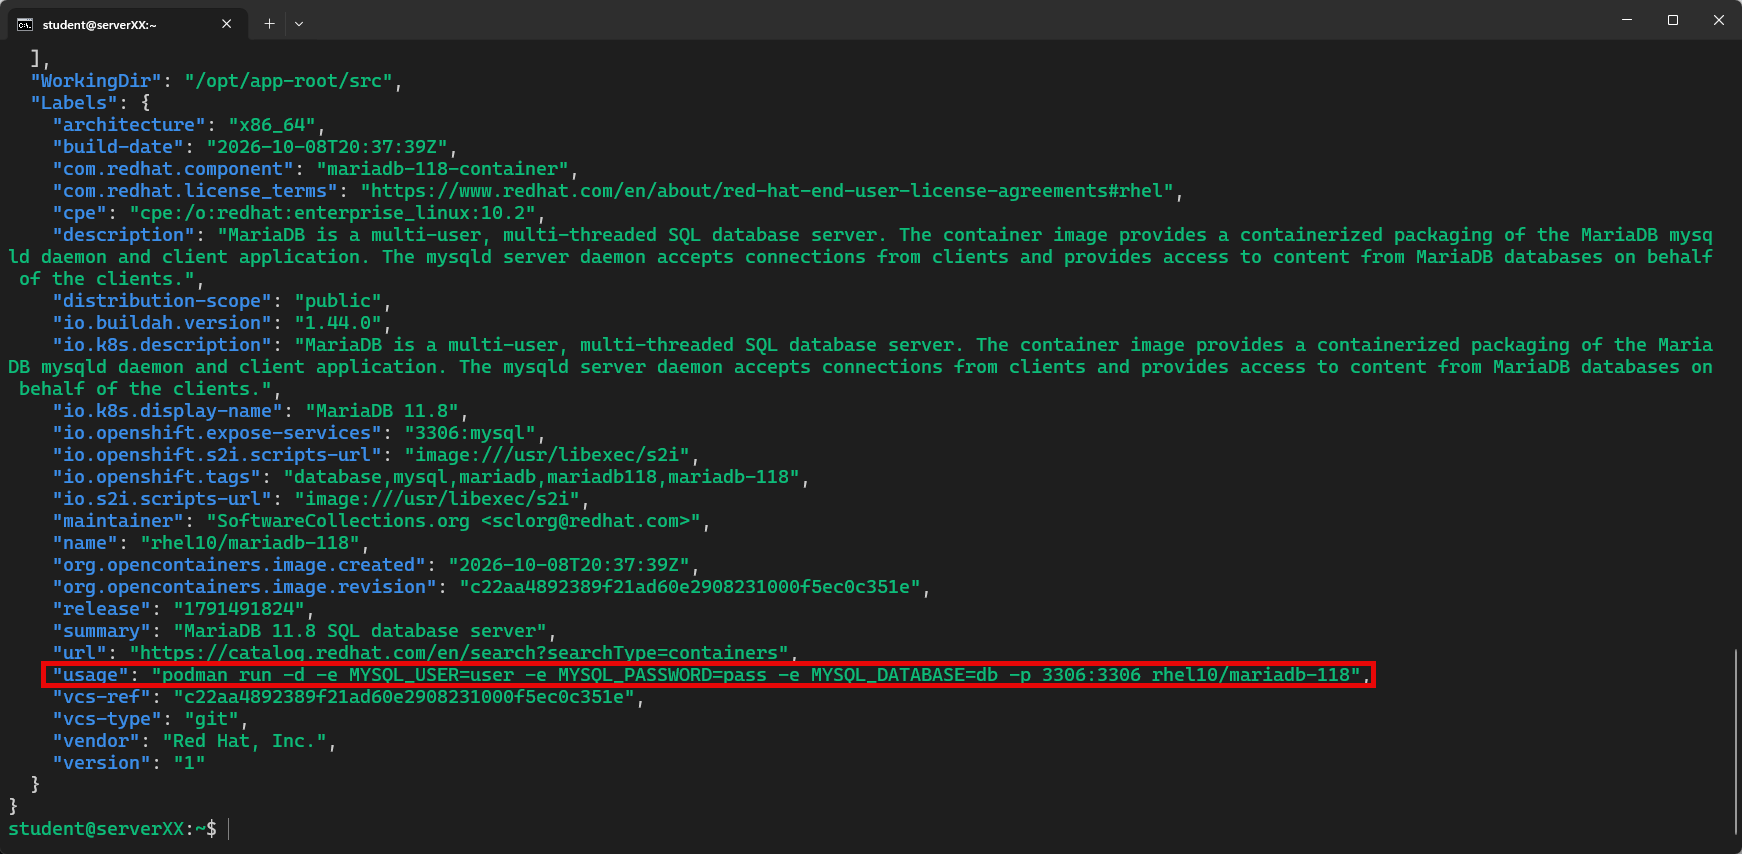 student@serverXX:~
],
"WorkingDir": "/opt/app-root/src",
"Labels": {
"architecture": "x86_64",
"build-date": "2026-10-08T20:37:39Z",
"com.redhat.component": "mariadb-118-container",
"com.redhat.license_terms": "https://www.redhat.com/en/about/red-hat-end-user-license-agreements#rhel",
"cpe": "cpe:/o:redhat:enterprise_linux:10.2",
"description": "MariaDB is a multi-user, multi-threaded SQL database server. The container image provides a containerized packaging of the MariaDB mysq
ld daemon and client application. The mysqld server daemon accepts connections from clients and provides access to content from MariaDB databases on behalf
of the clients.",
"distribution-scope": "public",
"io.buildah.version": "1.44.0",
"io.k8s.description": "MariaDB is a multi-user, multi-threaded SQL database server. The container image provides a containerized packaging of the Maria
DB mysqld daemon and client application. The mysqld server daemon accepts connections from clients and provides access to content from MariaDB databases on
behalf of the clients.",
"io.k8s.display-name": "MariaDB 11.8",
"io.openshift.expose-services": "3306:mysql",
"io.openshift.s2i.scripts-url": "image:///usr/libexec/s2i",
"io.openshift.tags": "database,mysql,mariadb,mariadb118,mariadb-118",
"io.s2i.scripts-url": "image:///usr/libexec/s2i",
"maintainer": "SoftwareCollections.org <sclorg@redhat.com>",
"name": "rhel10/mariadb-118",
"org.opencontainers.image.created": "2026-10-08T20:37:39Z",
"org.opencontainers.image.revision": "c22aa4892389f21ad60e2908231000f5ec0c351e",
"release": "1791491824",
"summary": "MariaDB 11.8 SQL database server",
"url": "https://catalog.redhat.com/en/search?searchType=containers",
"usage": "podman run -d -e MYSQL_USER=user -e MYSQL_PASSWORD=pass -e MYSQL_DATABASE=db -p 3306:3306 rhel10/mariadb-118",
"vcs-ref": "c22aa4892389f21ad60e2908231000f5ec0c351e",
"vcs-type": "git",
"vendor": "Red Hat, Inc.",
"version": "1"
}
}
student@serverXX:~$